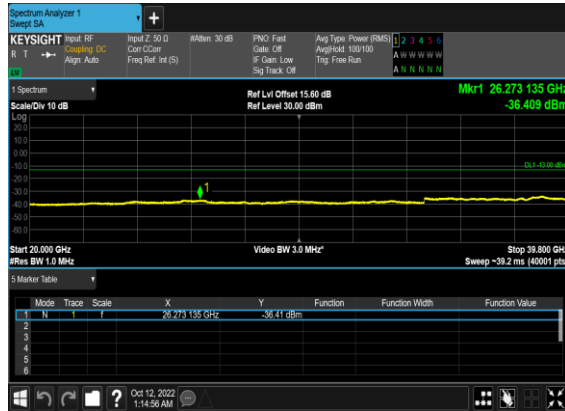 Spectrum Analyzer 1
Swept SA
+
KEYSIGHT Input: RF Input Z: 50 Ω #Atten: 30 dB PNO: Fast Avg Type: Power (RMS) 1 2 3 4 5 6
R T Coupling: DC Corr CCorr Gate: Off Avg|Hold: 100/100 A W W W W W
Align: Auto Freq Ref: Int (S) IF Gain: Low Trig: Free Run A N N N N N
Sig Track: Off
1 Spectrum Ref Lvl Offset 15.60 dB Mkr1 26.273 135 GHz
Scale/Div 10 dB Ref Level 30.00 dBm -36.409 dBm
Log
20.0
10.0
0.00
-10.0
DL1 -13.00 dBm
-20.0
1
-30.0
-40.0
-50.0
-60.0
Start 20.000 GHz Video BW 3.0 MHz* Stop 39.800 GHz
#Res BW 1.0 MHz Sweep ~39.2 ms (40001 pts)
5 Marker Table
Mode Trace Scale X Y Function Function Width Function Value
1 N 1 f 26.273 135 GHz -36.41 dBm
2
3
4
5
6
? Oct 12, 2022
1:14:56 AM